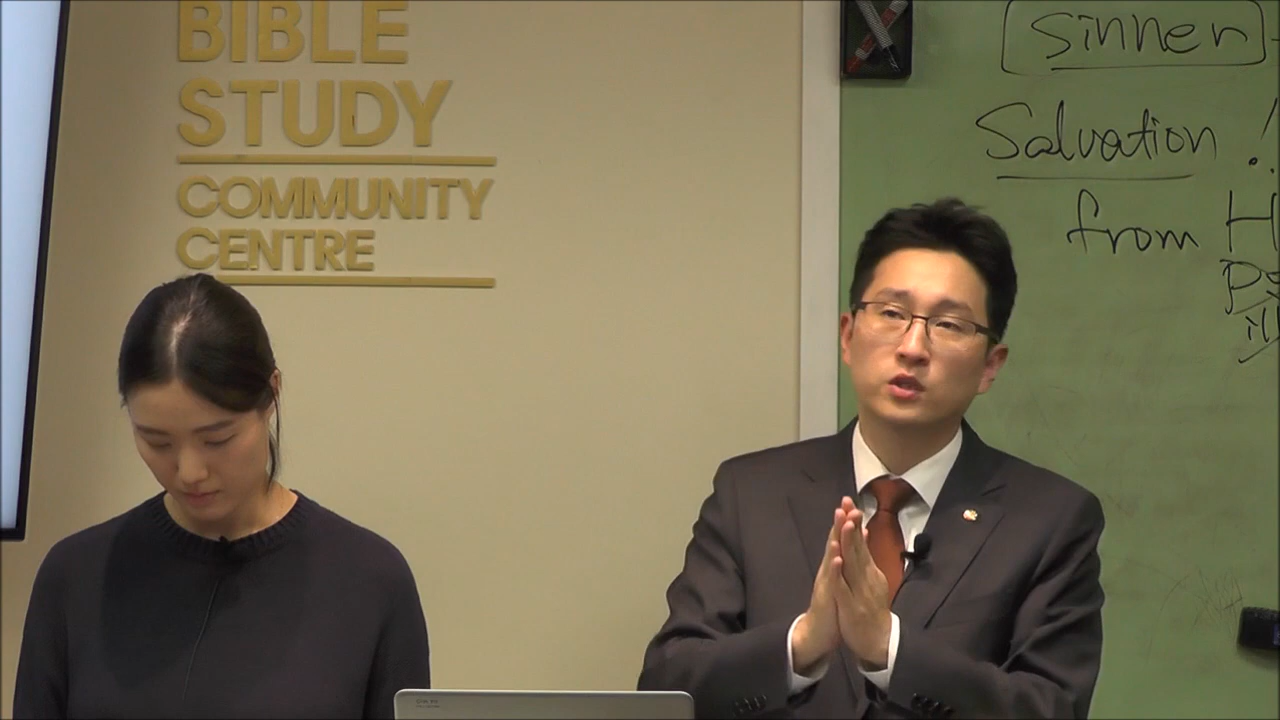 BIBLE
STUDY
COMMUNITY
CENTRE
Sinner
Salvation !
from H